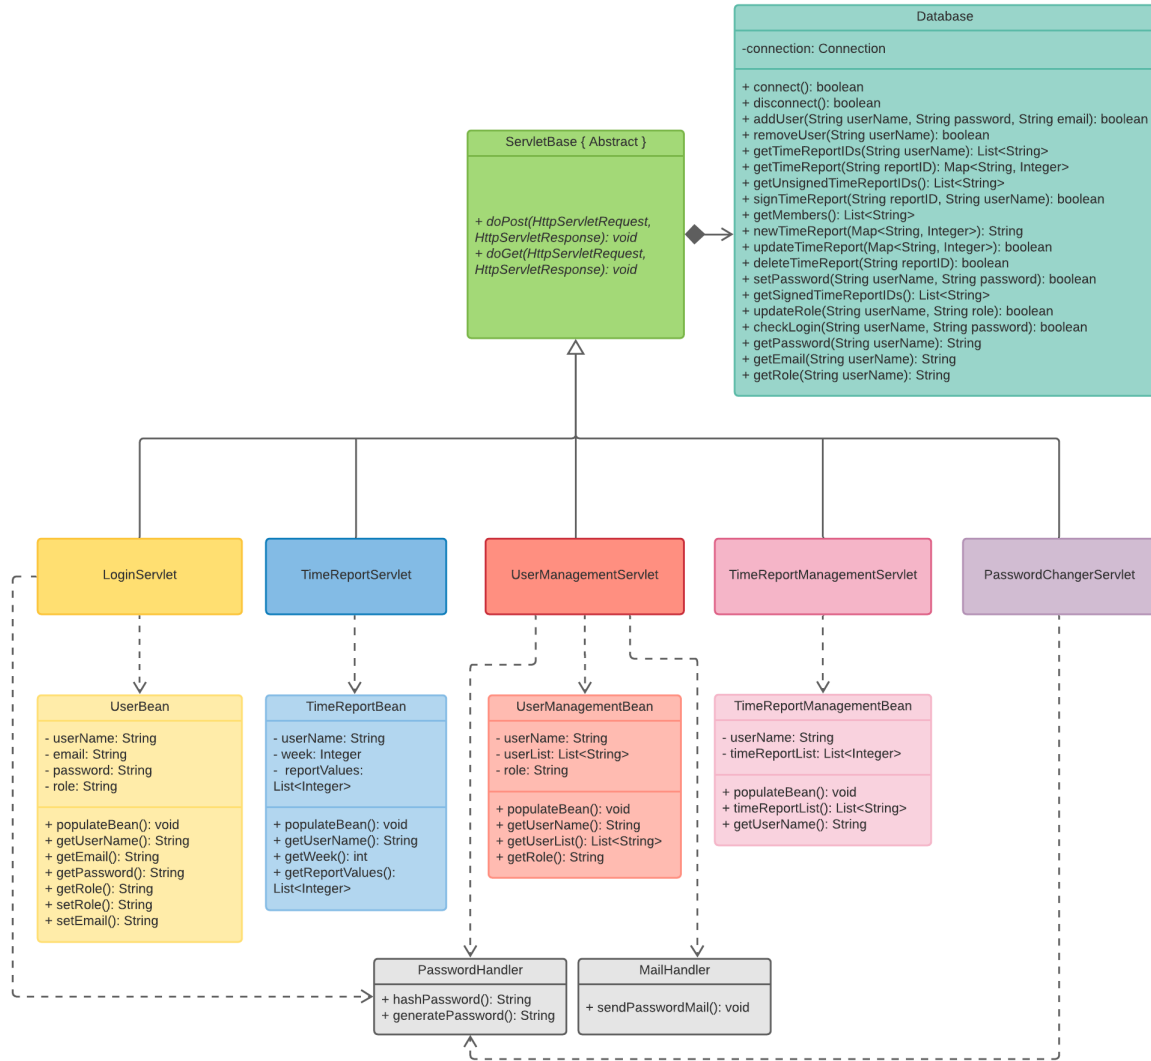 Database
-connection: Connection
+ connect(): boolean
+ disconnect(): boolean
+ addUser(String userName, String password, String email): boolean
+ removeUser(String userName): boolean
+ getTimeReportIDs(String userName): List<String>
+ getTimeReport(String reportID): Map<String, Integer>
+ getUnsignedTimeReportIDs(): List<String>
+ signTimeReport(String reportID, String userName): boolean
+ getMembers(): List<String>
+ newTimeReport(Map<String, Integer>): String
+ updateTimeReport(Map<String, Integer>): boolean
+ deleteTimeReport(String reportID): boolean
+ setPassword(String userName, String password): boolean
+ getSignedTimeReportIDs(): List<String>
+ updateRole(String userName, String role): boolean
+ checkLogin(String userName, String password): boolean
+ getPassword(String userName): String
+ getEmail(String userName): String
+ getRole(String userName): String
ServletBase { Abstract }
+ doPost(HttpServletRequest,
HttpServletResponse): void
+ doGet(HttpServletRequest,
HttpServletResponse): void
LoginServlet
TimeReportServlet
UserManagementServlet
TimeReportManagementServlet
PasswordChangerServlet
UserBean
- userName: String
- email: String
- password: String
- role: String
+ populateBean(): void
+ getUserName(): String
+ getEmail(): String
+ getPassword(): String
+ getRole(): String
+ setRole(): String
+ setEmail(): String
TimeReportBean
- userName: String
- week: Integer
- reportValues:
List<Integer>
+ populateBean(): void
+ getUserName(): String
+ getWeek(): int
+ getReportValues():
List<Integer>
UserManagementBean
- userName: String
- userList: List<String>
- role: String
+ populateBean(): void
+ getUserName(): String
+ getUserList(): List<String>
+ getRole(): String
TimeReportManagementBean
- userName: String
- timeReportList: List<Integer>
+ populateBean(): void
+ timeReportList(): List<String>
+ getUserName(): String
PasswordHandler
+ hashPassword(): String
+ generatePassword(): String
MailHandler
+ sendPasswordMail(): void